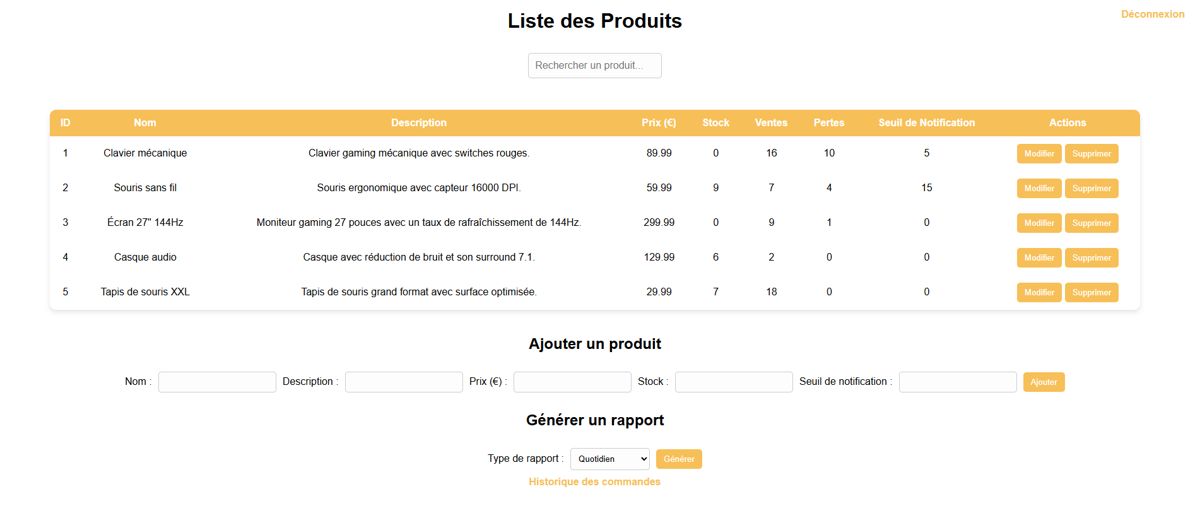 Déconnexion
Liste des Produits
Rechercher un produit...
ID Nom Description Prix (€) Stock Ventes Pertes Seuil de Notification Actions
1 Clavier mécanique Clavier gaming mécanique avec switches rouges. 89.99 0 16 10 5 Modifier Supprimer
2 Souris sans fil Souris ergonomique avec capteur 16000 DPI. 59.99 9 7 4 15 Modifier Supprimer
3 Écran 27" 144Hz Moniteur gaming 27 pouces avec un taux de rafraîchissement de 144Hz. 299.99 0 9 1 0 Modifier Supprimer
4 Casque audio Casque avec réduction de bruit et son surround 7.1. 129.99 6 2 0 0 Modifier Supprimer
5 Tapis de souris XXL Tapis de souris grand format avec surface optimisée. 29.99 7 18 0 0 Modifier Supprimer
Ajouter un produit
Nom : Description : Prix (€) : Stock : Seuil de notification : Ajouter
Générer un rapport
Type de rapport : Quotidien Générer
Historique des commandes